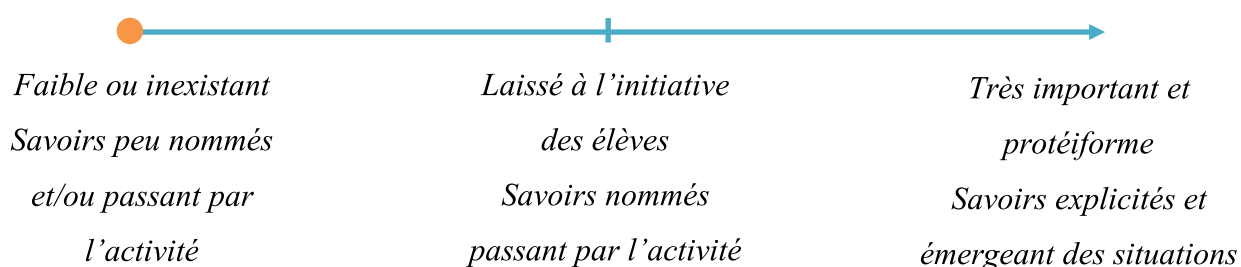 Faible ou inexistant
Savoirs peu nommés
et/ou passant par
l’activité
Laissé à l’initiative
des élèves
Savoirs nommés
passant par l’activité
Très important et
protéiforme
Savoirs explicités et
émergeant des situations